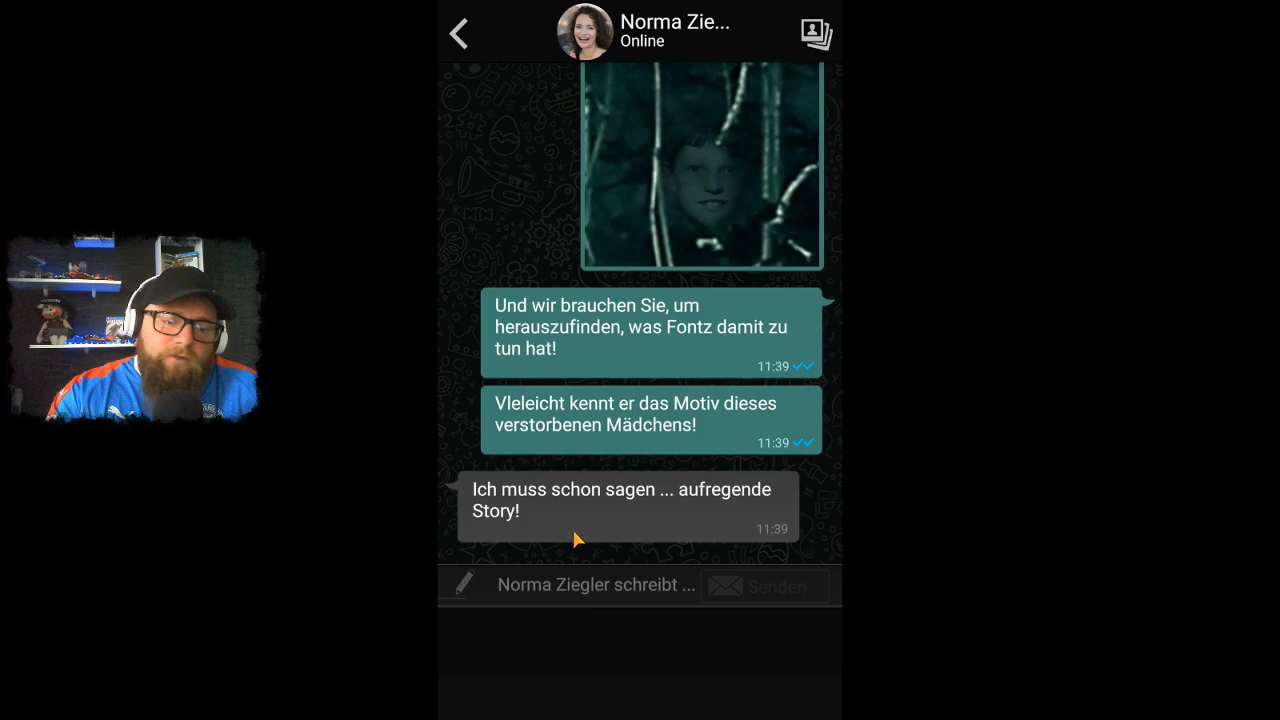 Norma Zie...
Online
Und wir brauchen Sie, um
herauszufinden, was Fontz damit zu
tun hat!
11:39
Vleleicht kennt er das Motiv dieses
verstorbenen Mädchens!
11:39
Ich muss schon sagen ... aufregende
Story!
11:39
Norma Ziegler schreibt ...
Senden